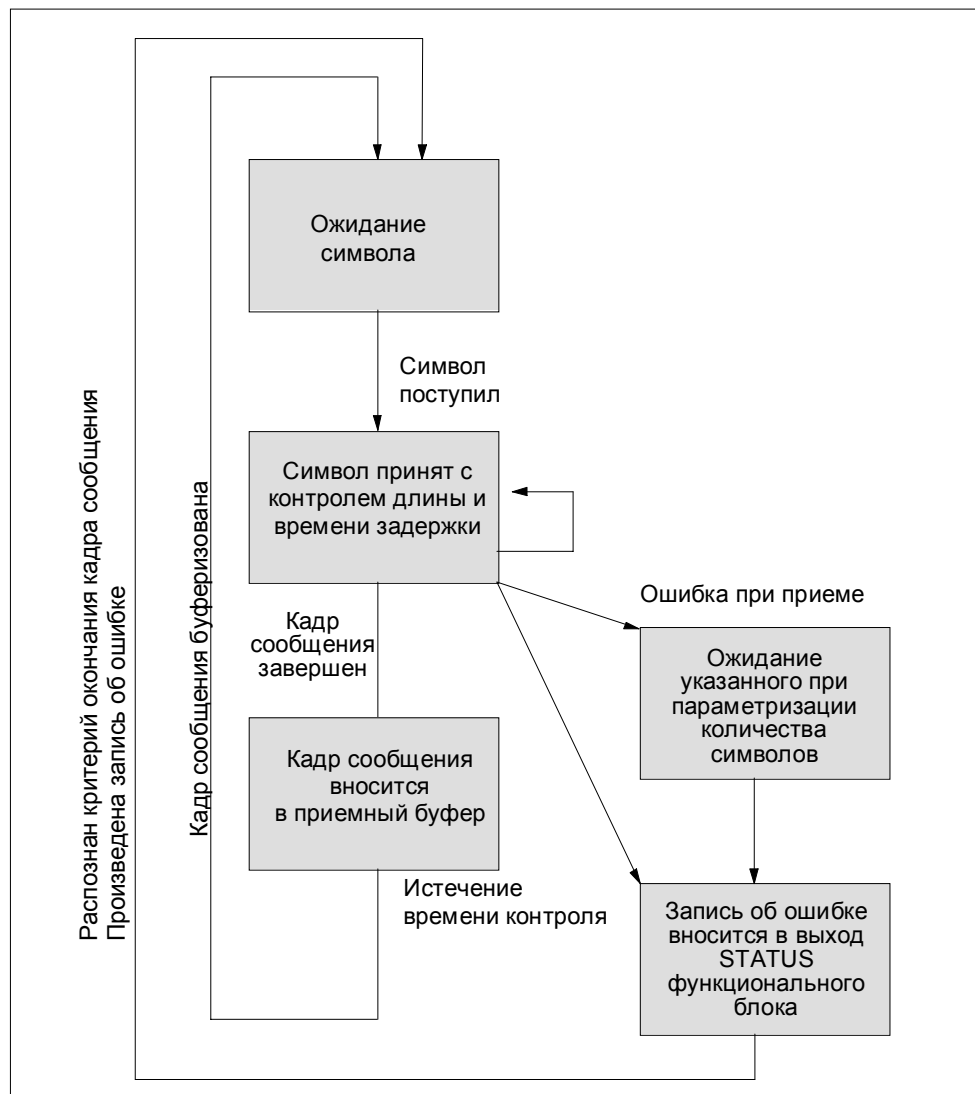 Ожидание
символа
Символ
поступил
Символ принят с
контролем длины и
времени задержки
Ошибка при приеме
Кадр
сообщения
завершен
Ожидание
указанного при
параметризации
количества
символов
Кадр сообщения
вносится
в приемный буфер
Истечение
времени контроля
Запись об ошибке
вносится в выход
STATUS
функционального
блока
Распознан критерий окончания кадра сообщения
Произведена запись об ошибке
Кадр сообщения буферизована